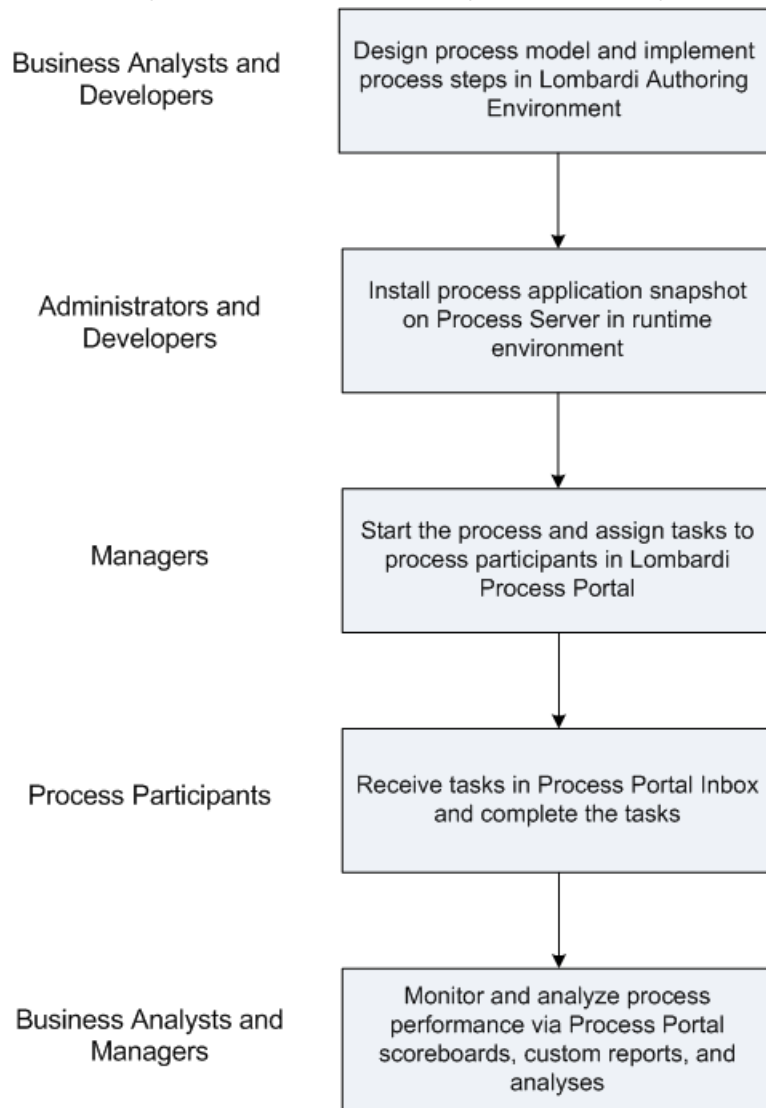 Business Analysts and
Developers
Design process model and implement
process steps in Lombardi Authoring
Environment
Administrators and
Developers
Install process application snapshot
on Process Server in runtime
environment
Managers
Start the process and assign tasks to
process participants in Lombardi
Process Portal
Process Participants
Receive tasks in Process Portal Inbox
and complete the tasks
Business Analysts and
Managers
Monitor and analyze process
performance via Process Portal
scoreboards, custom reports, and
analyses